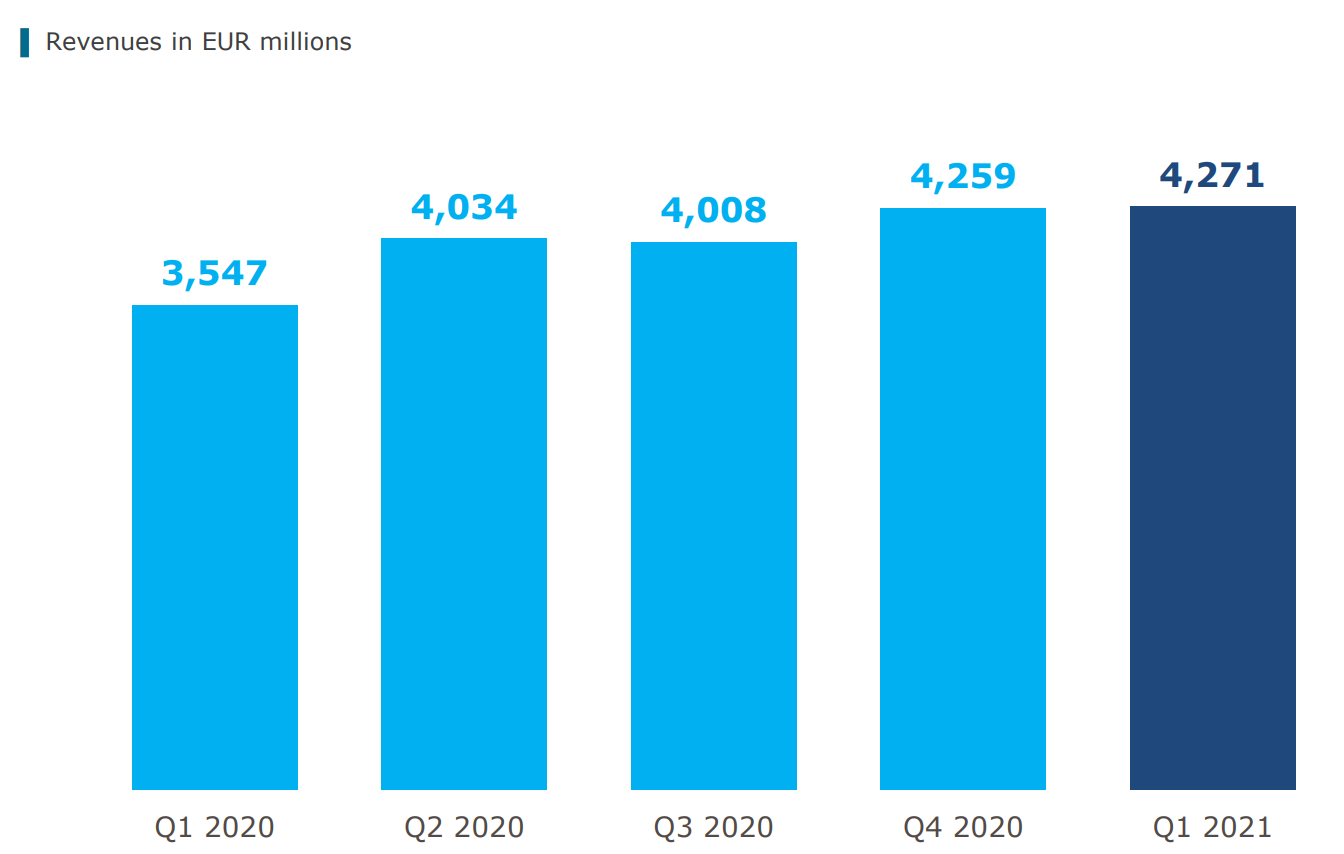 Revenues in EUR millions
3,547
4,034
4,008
4,259
4,271
Q1 2020
Q2 2020
Q3 2020
Q4 2020
Q1 2021